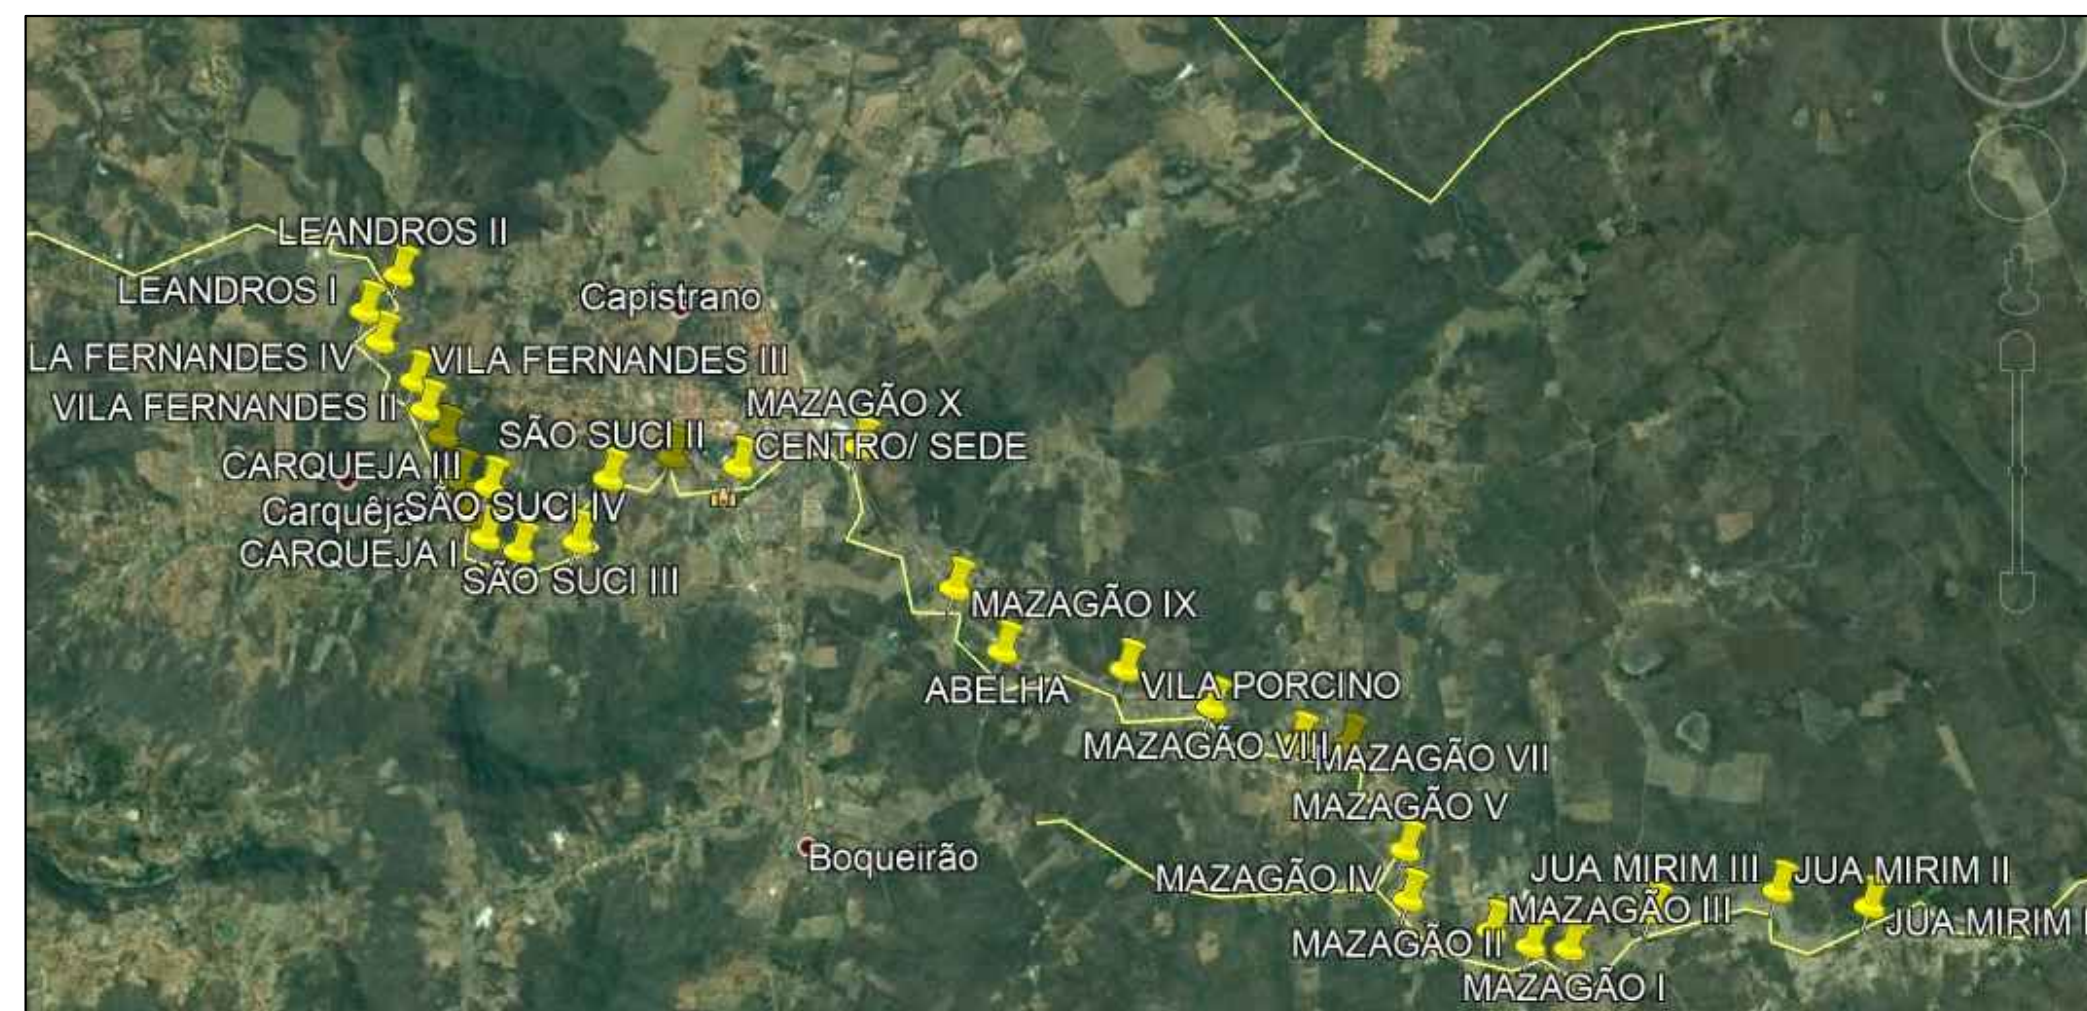 LEANDROS II
LEANDROS I
Capistrano
LA FERNANDES IV
VILA FERNANDES III
VILA FERNANDES II
MAZAGÃO X
SÃO SUCI II
CENTRO/ SEDE
CARQUEJA III
Carquêja
SÃO SUCI IV
CARQUEJA I
SÃO SUCI III
MAZAGÃO IX
ABELHA
VILA PORCINO
MAZAGÃO VIII
MAZAGÃO VII
MAZAGÃO V
Boqueirão
MAZAGÃO IV
JUA MIRIM III
JUA MIRIM II
MAZAGÃO III
JUA MIRIM I
MAZAGÃO II
MAZAGÃO I